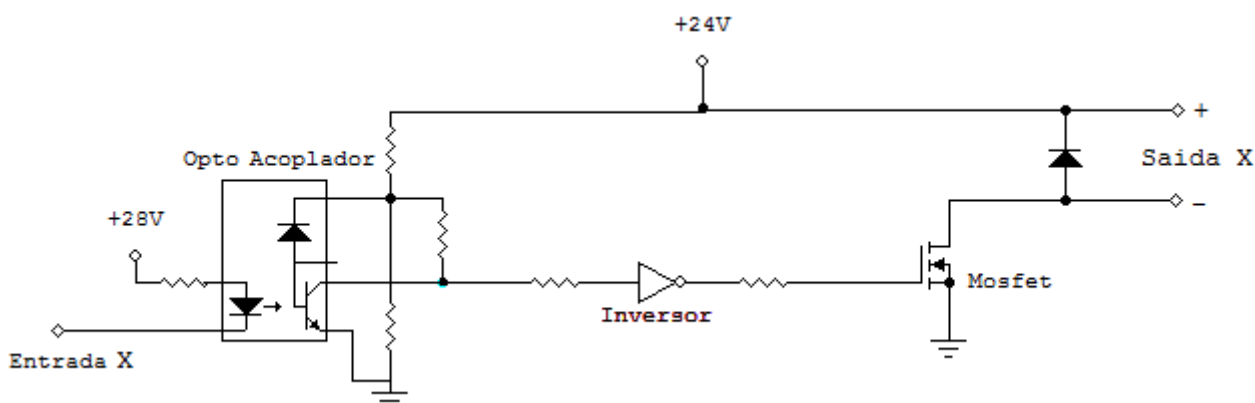 +24V
+
Opto Acoplador
Saida X
+28V
-
Mosfet
Inversor
Entrada X